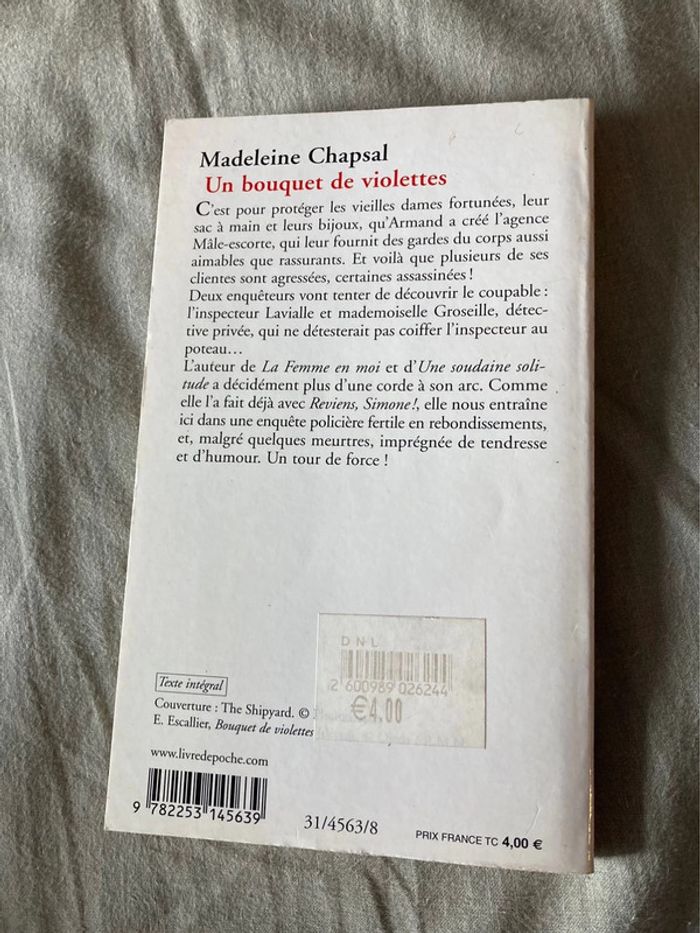 Madeleine Chapsal
Un bouquet de violettes
C'est pour protéger les vieilles dames fortunées, leur
sac à main et leurs bijoux, qu'Armand a créé l'agence
Mâle-escorte, qui leur fournit des gardes du corps aussi
aimables que rassurants. Et voilà que plusieurs de ses
clientes sont agressées, certaines assassinées !
Deux enquêteurs vont tenter de découvrir le coupable :
l'inspecteur Lavialle et mademoiselle Groseille, détec-
tive privée, qui ne détesterait pas coiffer l'inspecteur au
poteau…
L'auteur de La Femme en moi et d'Une soudaine soli-
tude a décidément plus d'une corde à son arc. Comme
elle l'a fait déjà avec Reviens, Simone !, elle nous entraîne
ici dans une enquête policière fertile en rebondissements,
et, malgré quelques meurtres, imprégnée de tendresse
et d'humour. Un tour de force !
DNL
2 600989 026244
€4,00
Texte intégral
Couverture : The Shipyard. ©
E. Escallier, Bouquet de violettes
www.livredepoche.com
9 782253 145639
31/4563/8
PRIX FRANCE TC 4,00 €